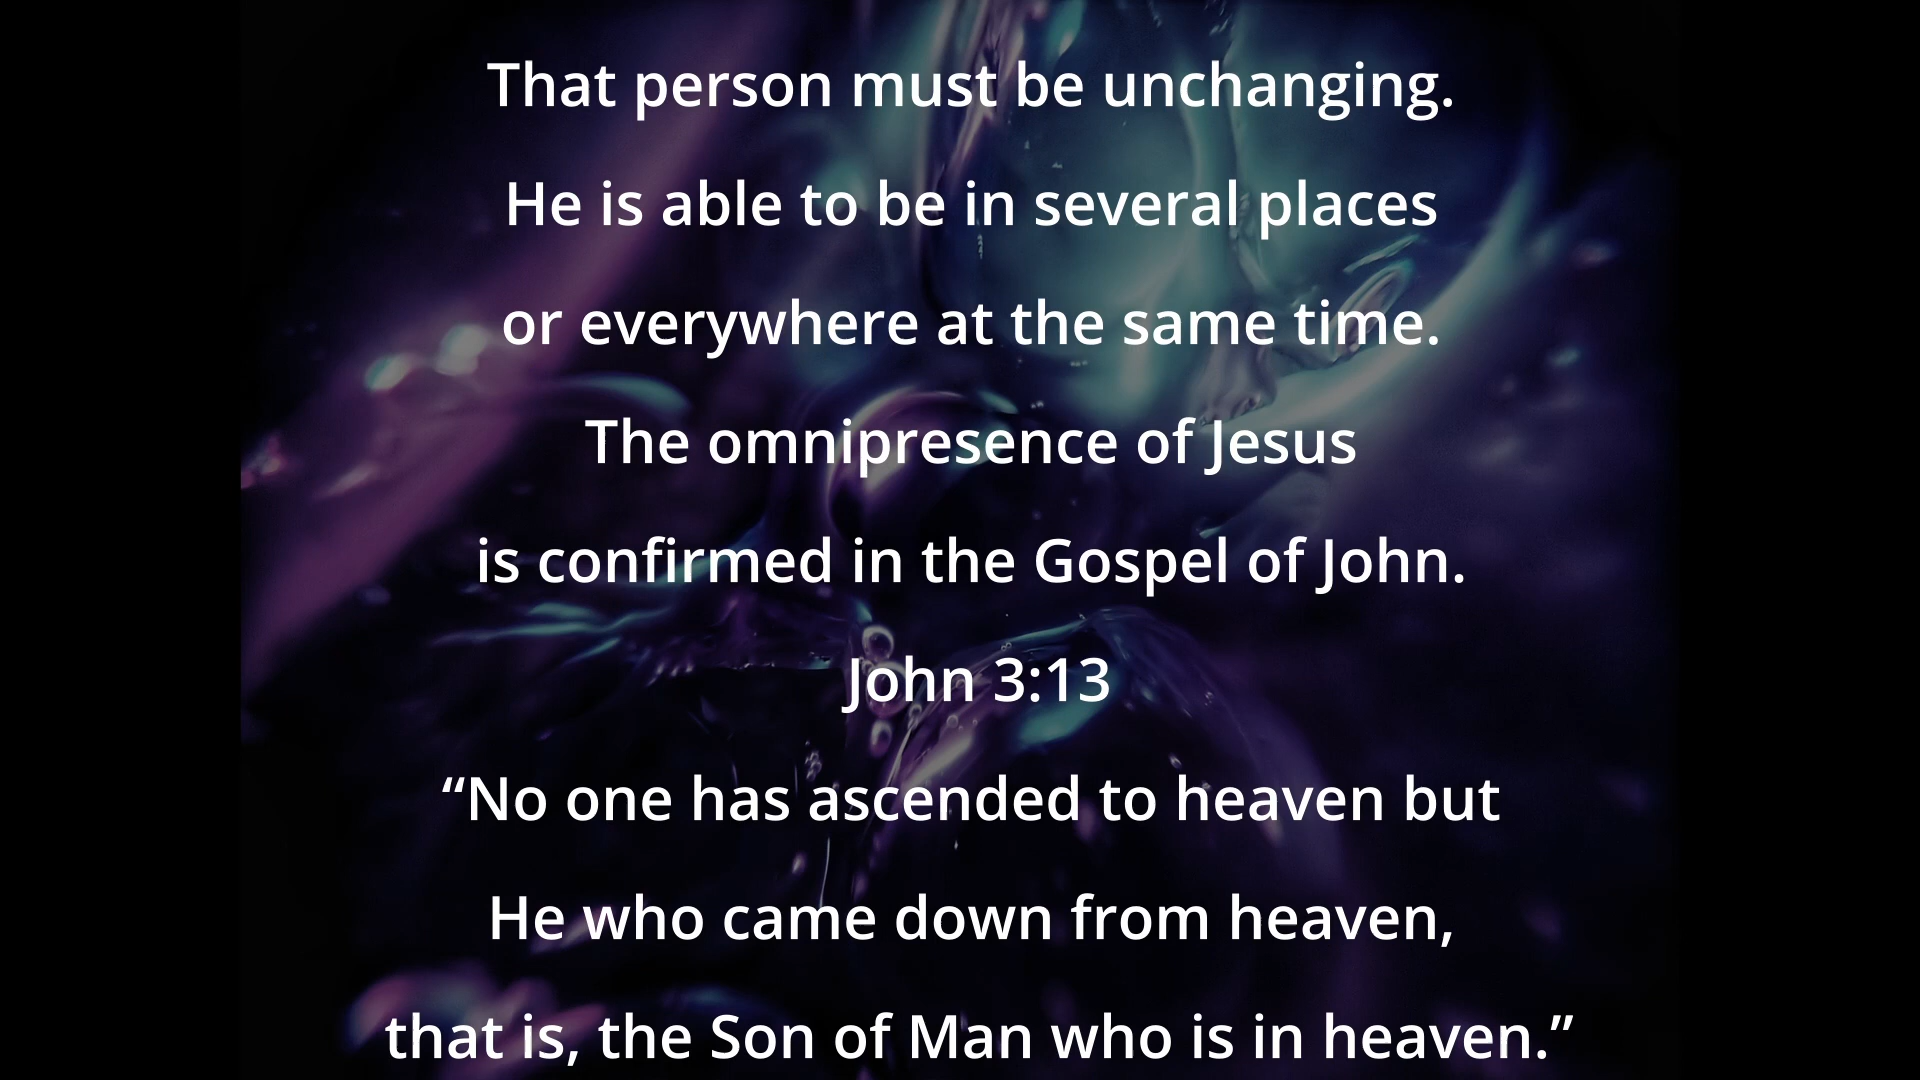 That person must be unchanging.
He is able to be in several places
or everywhere at the same time.
The omnipresence of Jesus
is confirmed in the Gospel of John.
John 3:13
“No one has ascended to heaven but
He who came down from heaven,
that is, the Son of Man who is in heaven.”